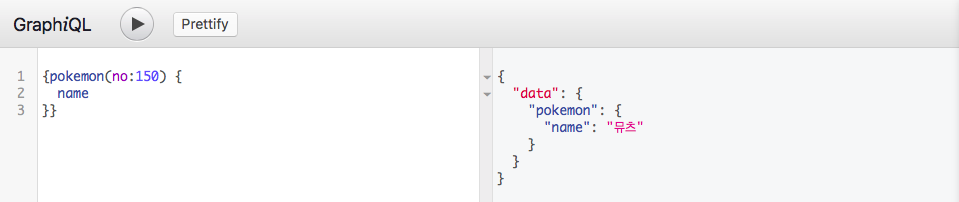 GraphiQL Prettify
1 {pokemon(no:150) {
2   name
3 }}
{
  "data": {
    "pokemon": {
      "name": "뮤츠"
    }
  }
}